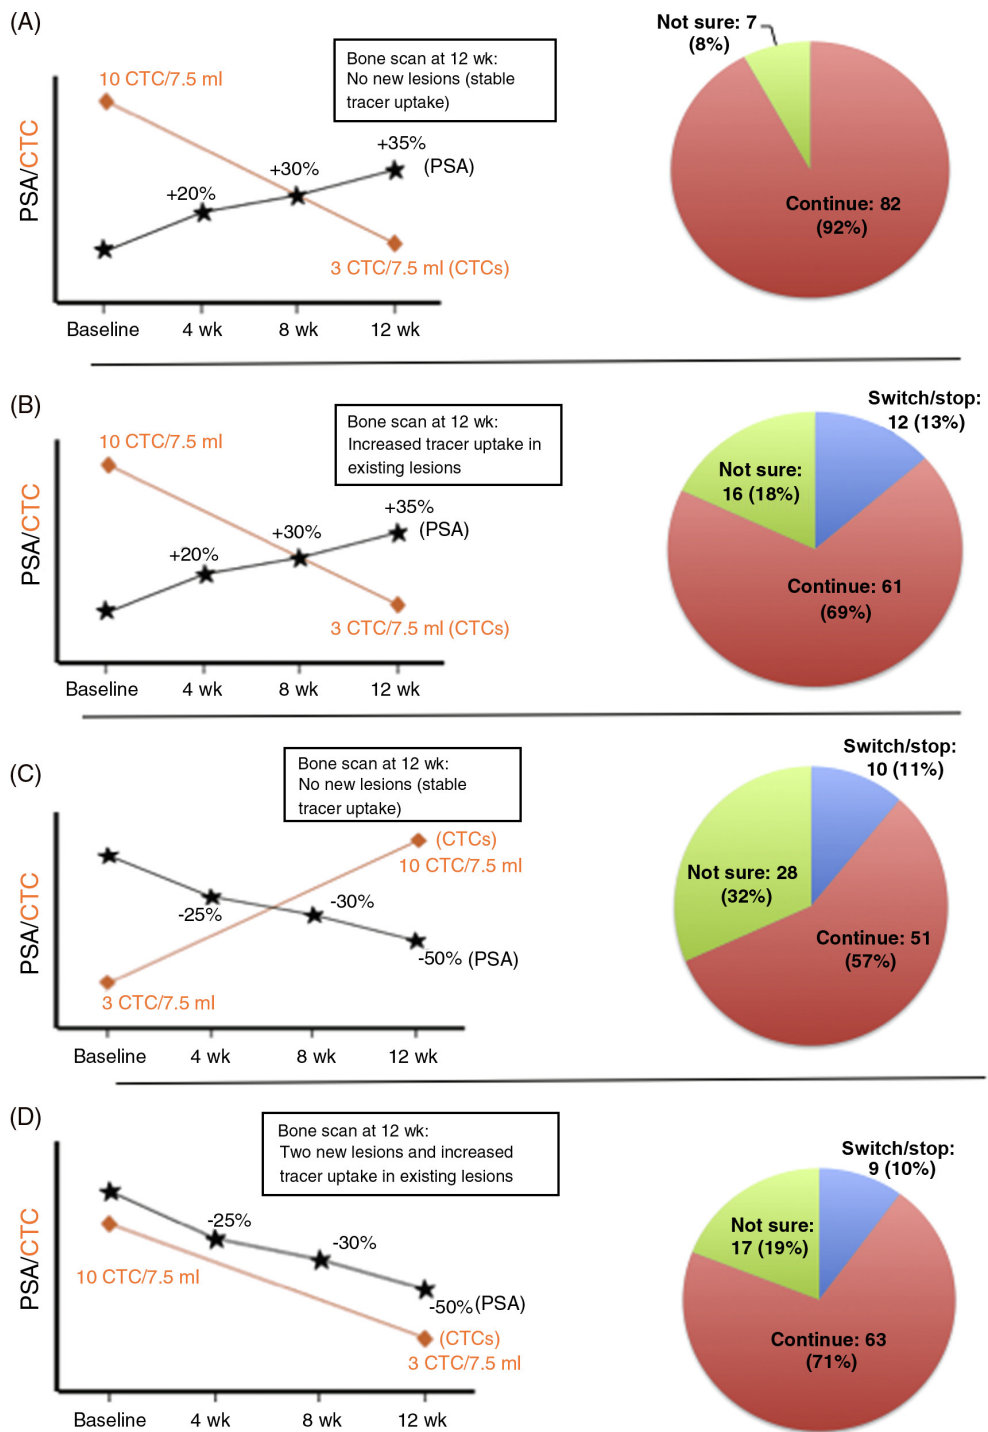 (A)
10 CTC/7.5 ml
Bone scan at 12 wk:
No new lesions (stable
tracer uptake)
PSA/CTC
+20%
+30%
+35%
(PSA)
3 CTC/7.5 ml (CTCs)
Baseline 4 wk 8 wk 12 wk
Not sure: 7
(8%)
Continue: 82
(92%)
(B)
10 CTC/7.5 ml
Bone scan at 12 wk:
Increased tracer uptake in
existing lesions
PSA/CTC
+20%
+30%
+35%
(PSA)
3 CTC/7.5 ml (CTCs)
Baseline 4 wk 8 wk 12 wk
Switch/stop:
12 (13%)
Not sure:
16 (18%)
Continue: 61
(69%)
(C)
Bone scan at 12 wk:
No new lesions (stable
tracer uptake)
PSA/CTC
(CTCs)
10 CTC/7.5 ml
-25%
-30%
-50% (PSA)
3 CTC/7.5 ml
Baseline 4 wk 8 wk 12 wk
Switch/stop:
10 (11%)
Not sure: 28
(32%)
Continue: 51
(57%)
(D)
Bone scan at 12 wk:
Two new lesions and increased
tracer uptake in existing lesions
PSA/CTC
-25%
-30%
10 CTC/7.5 ml
-50% (PSA)
(CTCs)
3 CTC/7.5 ml
Baseline 4 wk 8 wk 12 wk
Switch/stop:
9 (10%)
Not sure:
17 (19%)
Continue: 63
(71%)